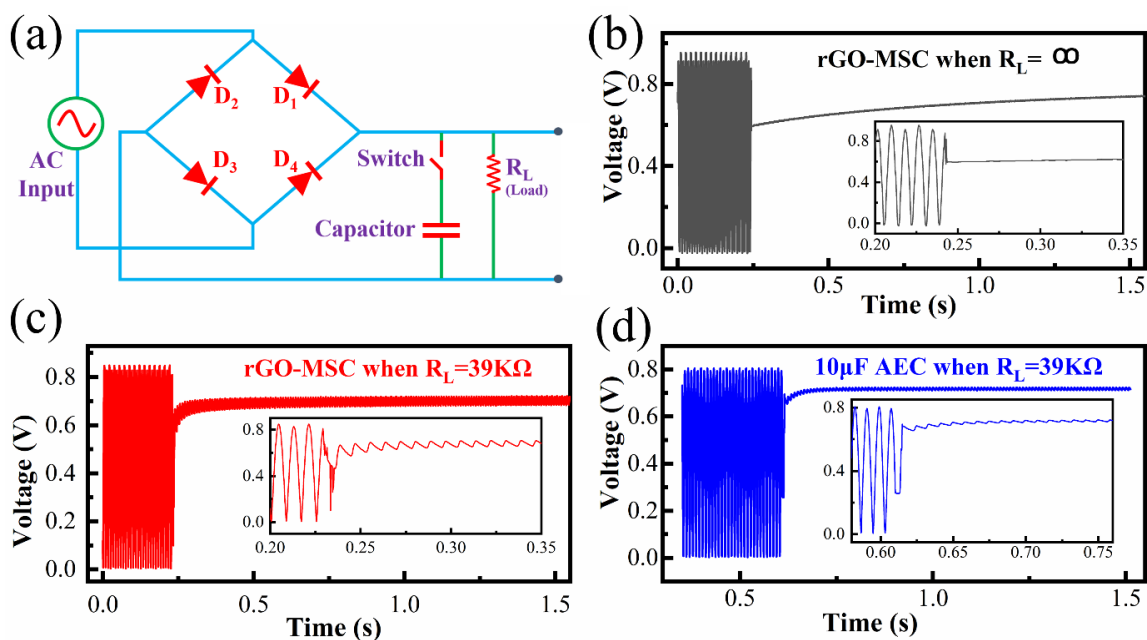 (a)
AC
Input
D2
D1
D3
D4
Switch
Capacitor
RL
(Load)
(b)
rGO-MSC when RL= ∞
Voltage (V)
0.8
0.4
0.0
0.8
0.4
0.0
0.20 0.25 0.30 0.35
0.0 0.5 1.0 1.5
Time (s)
(c)
rGO-MSC when RL=39KΩ
Voltage (V)
0.8
0.6
0.4
0.2
0.0
0.8
0.4
0.0
0.20 0.25 0.30 0.35
0.0 0.5 1.0 1.5
Time (s)
(d)
10μF AEC when RL=39KΩ
Voltage (V)
0.8
0.6
0.4
0.2
0.0
0.8
0.4
0.0
0.60 0.65 0.70 0.75
0.5 1.0 1.5
Time (s)